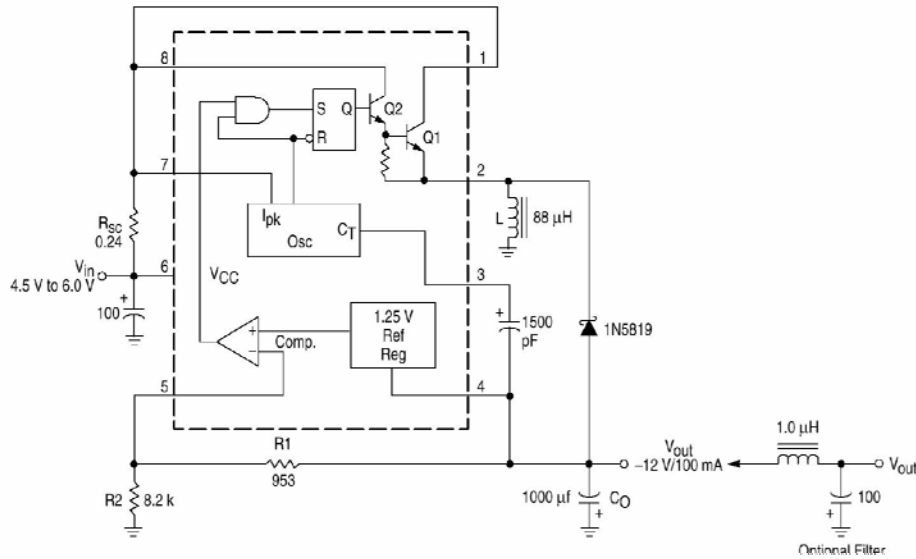 8
1
S Q
R
Q2
Q1
7
2
Rsc
0.24
Ipk
Osc
CT
L
88 µH
Vin
4.5 V to 6.0 V
6
VCC
3
100
+
+
1500
pF
1N5819
+
−
Comp.
1.25 V
Ref
Reg
5
4
R1
953
1.0 µH
Vout
−12 V/100 mA
Vout
R2
8.2 k
1000 µf
CO
+
100
+
Optional Filter